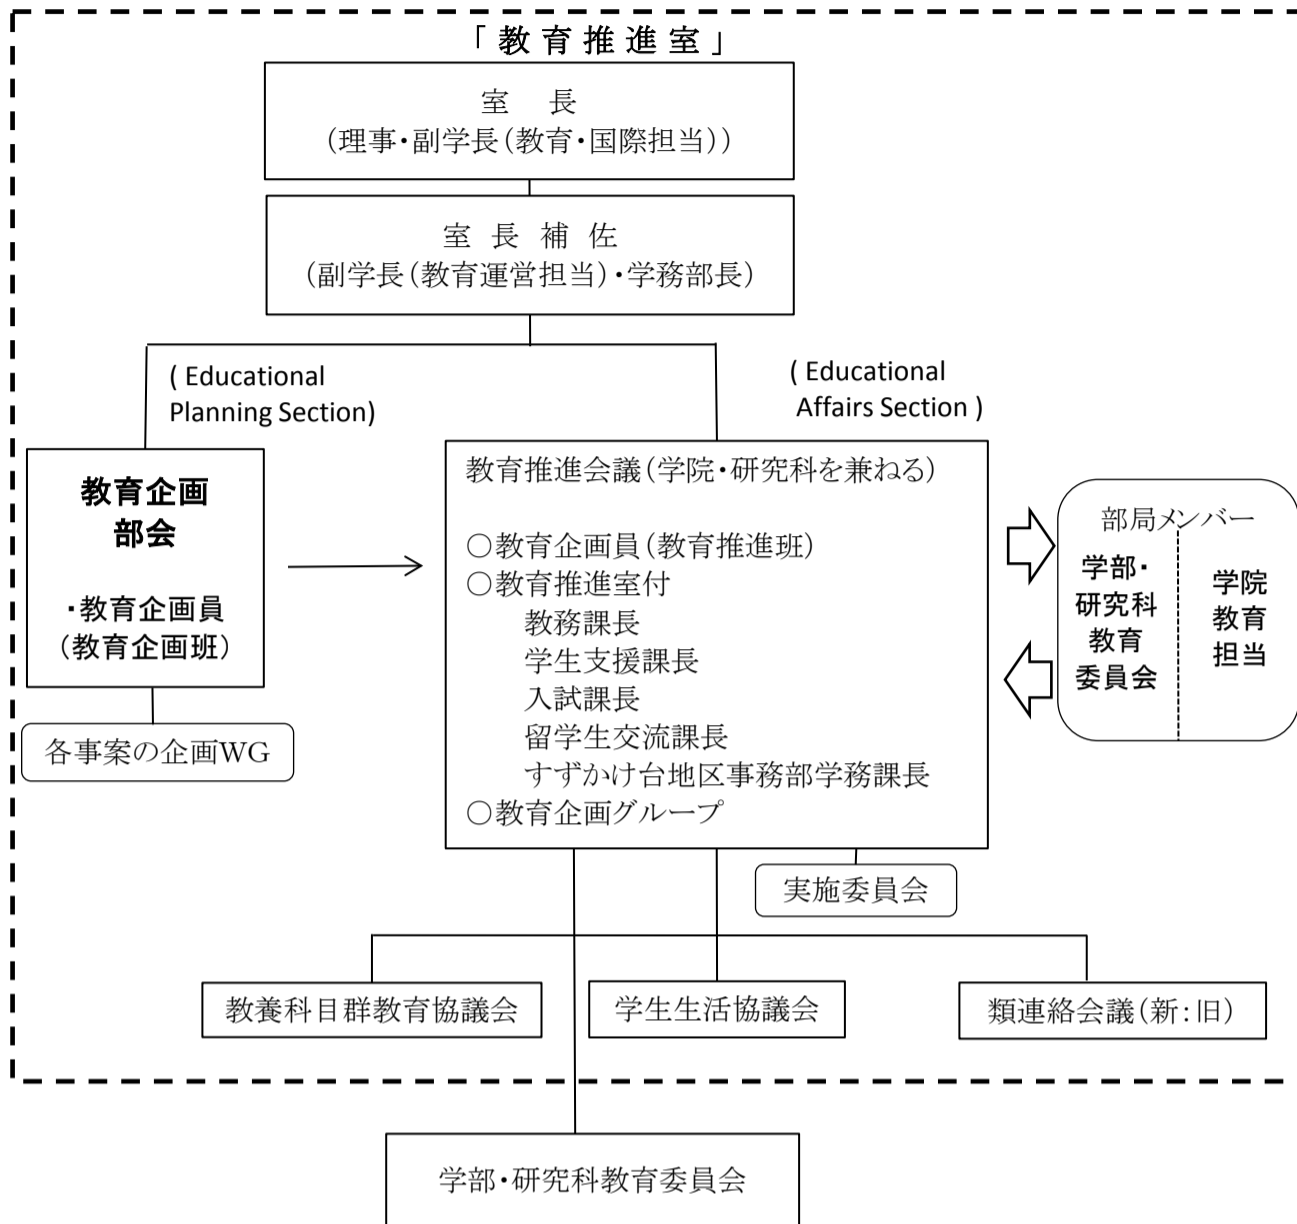 「教育推進室」
室　長
(理事・副学長(教育・国際担当))
室 長 補 佐
(副学長(教育運営担当)・学務部長)
( Educational
Planning Section)
( Educational
Affairs Section )
教育企画
部会
・教育企画員
(教育企画班)
各事案の企画WG
教育推進会議(学院・研究科を兼ねる)
○教育企画員(教育推進班)
○教育推進室付
教務課長
学生支援課長
入試課長
留学生交流課長
すずかけ台地区事務部学務課長
○教育企画グループ
部局メンバー
学部・
研究科
教育
委員会
学院
教育
担当
実施委員会
教養科目群教育協議会
学生生活協議会
類連絡会議(新:旧)
学部・研究科教育委員会